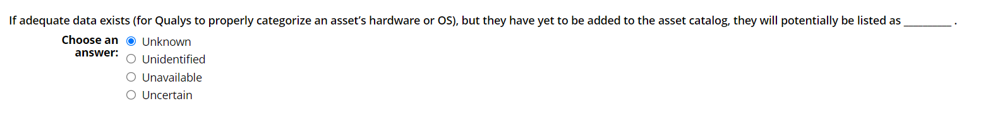 If adequate data exists (for Qualys to properly categorize an asset's hardware or OS), but they have yet to be added to the asset catalog, they will potentially be listed as ________ .
Choose an answer:
Unknown
Unidentified
Unavailable
Uncertain